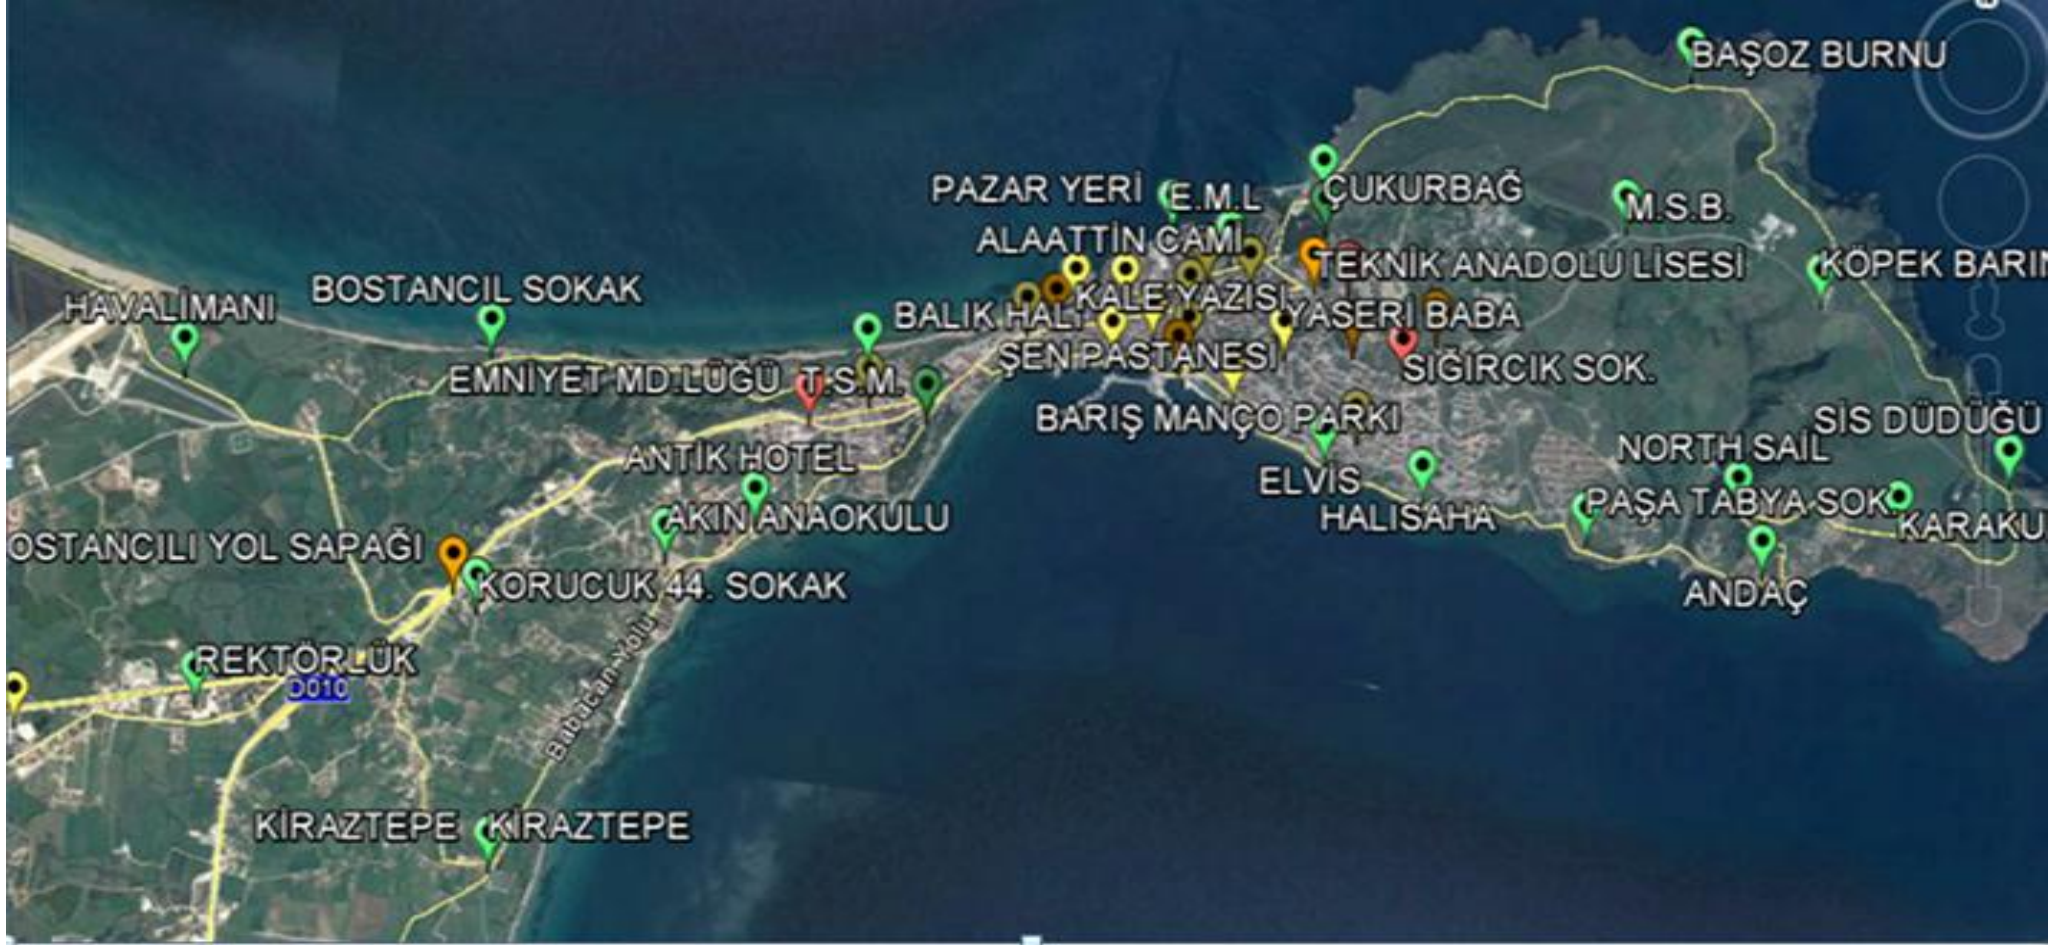 BAŞOZ BURNU
PAZAR YERİ
E.M.L
ÇUKURBAĞ
M.S.B.
ALAATTİN CAMİ
TEKNİK ANADOLU LİSESİ
KÖPEK BARIN
BOSTANCIL SOKAK
HAVALİMANI
BALIK HALİ
KALE YAZISI
YASERİ BABA
EMNİYET MD.LÜĞÜ
T.S.M.
ŞEN PASTANESİ
SIĞIRCIK SOK.
BARIŞ MANÇO PARKI
SİS DÜDÜĞÜ
ANTİK HOTEL
NORTH SAİL
ELVİS
PAŞA TABYA SOK.
AKIN ANAOKULU
HALISAHA
KARAKU
OSTANCILI YOL SAPAĞI
KORUCUK 44. SOKAK
ANDAÇ
REKTÖRLÜK
D010
Babacan Yolu
KİRAZTEPE
KİRAZTEPE